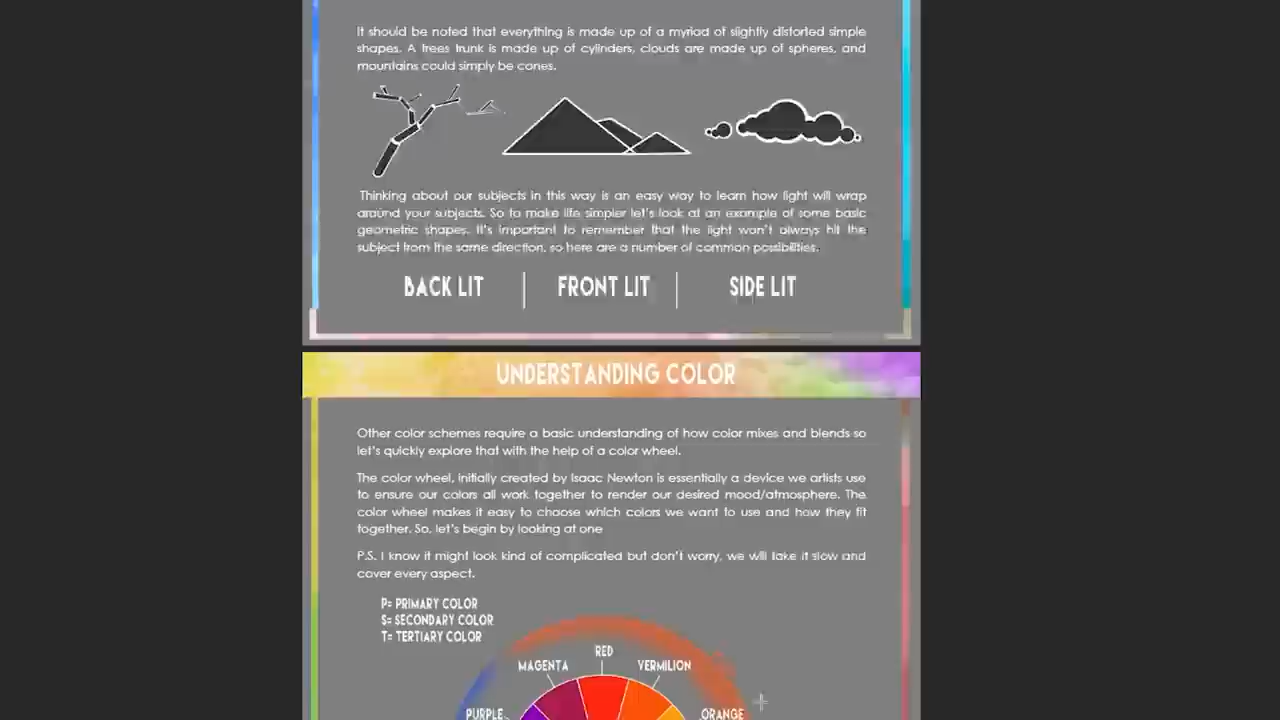 It should be noted that everything is made up of a myriad of slightly distorted simple
shapes. A trees trunk is made up of cylinders, clouds are made up of spheres, and
mountains could simply be cones.
Thinking about our subjects in this way is an easy way to learn how light will wrap
around your subjects. So to make life simpler let's look at an example of some basic
geometric shapes. It's important to remember that the light won't always hit the
subject from the same direction, so here are a number of common possibilities.
BACK LIT
FRONT LIT
SIDE LIT
UNDERSTANDING COLOR
Other color schemes require a basic understanding of how color mixes and blends so
let's quickly explore that with the help of a color wheel.
The color wheel, initially created by Isaac Newton is essentially a device we artists use
to ensure our colors all work together to render our desired mood/atmosphere. The
color wheel makes it easy to choose which colors we want to use and how they fit
together. So, let's begin by looking at one
P.S. I know it might look kind of complicated but don't worry, we will take it slow and
cover every aspect.
P= PRIMARY COLOR
S= SECONDARY COLOR
T= TERTIARY COLOR
RED
MAGENTA
VERMILION
PURPLE
ORANGE